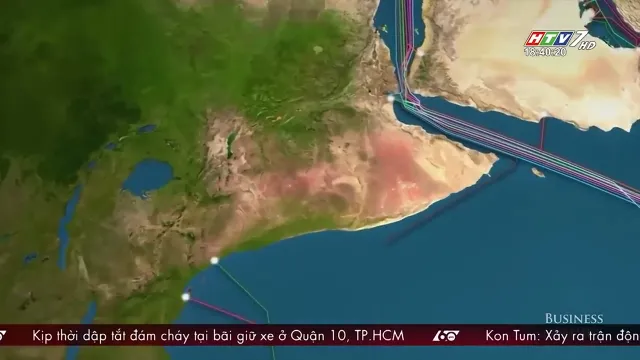 HTV7 HD
18:40:20
BUSINESS
Kịp thời dập tắt đám cháy tại bãi giữ xe ở Quận 10, TP.HCM
60
Kon Tum: Xảy ra trận độn